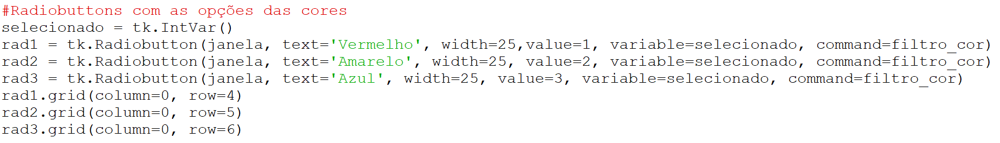 #Radiobuttons com as opções das cores
selecionado = tk.IntVar()
rad1 = tk.Radiobutton(janela, text='Vermelho', width=25,value=1, variable=selecionado, command=filtro_cor)
rad2 = tk.Radiobutton(janela, text='Amarelo', width=25, value=2, variable=selecionado, command=filtro_cor)
rad3 = tk.Radiobutton(janela, text='Azul', width=25, value=3, variable=selecionado, command=filtro_cor)
rad1.grid(column=0, row=4)
rad2.grid(column=0, row=5)
rad3.grid(column=0, row=6)